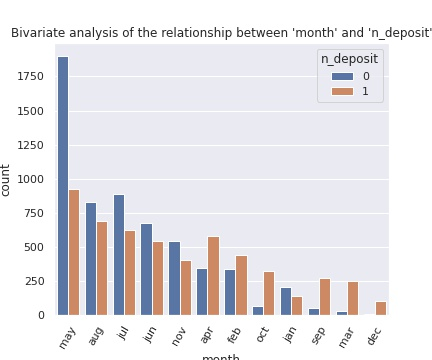 Bivariate analysis of the relationship between 'month' and 'n_deposit'
n_deposit
0
1
1750
1500
1250
1000
750
500
250
0
count
may
aug
jul
jun
nov
apr
feb
oct
jan
sep
mar
dec
month